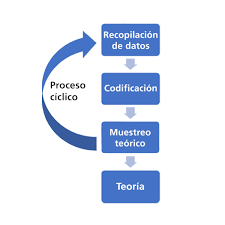 Recopilación
de datos
Proceso
cíclico
Codificación
Muestreo
teórico
Teoría